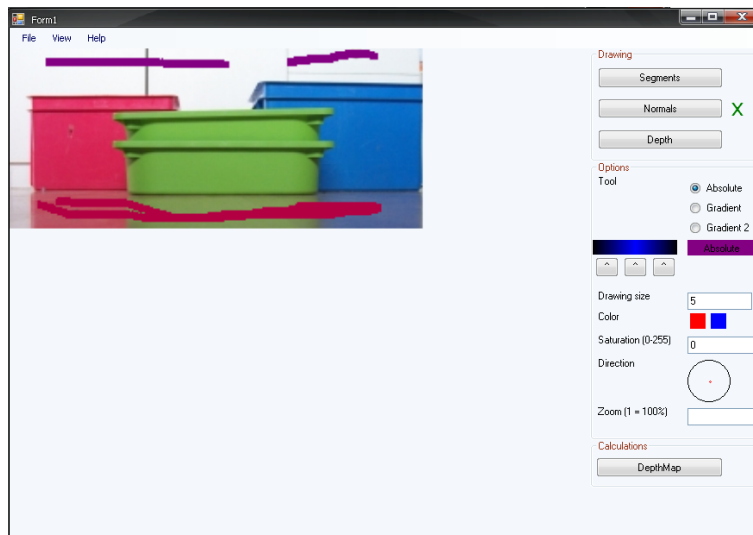 Form1
File View Help
Drawing
Segments
Normals X
Depth
Options
Tool
Absolute
Gradient
Gradient 2
Absolute
^ ^ ^
Drawing size 5
Color
Saturation (0-255) 0
Direction
Zoom (1 = 100%)
Calculations
DepthMap